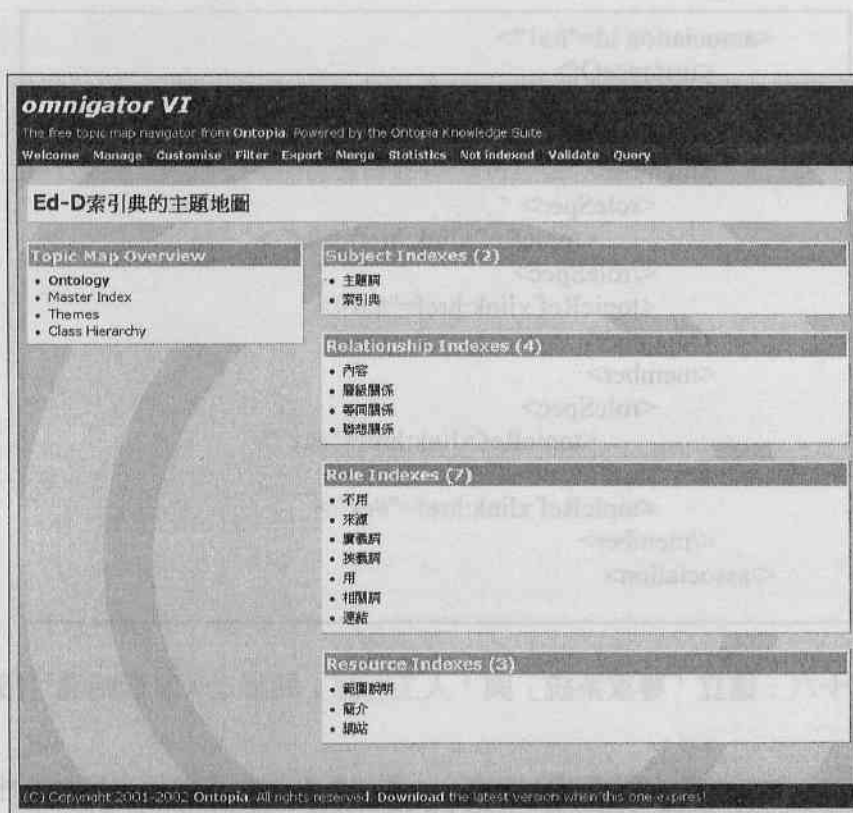 omnigator VI
The free topic map navigator from Ontopia. Powered by the Ontopia Knowledge Suite
Welcome Manage Customise Filter Export Merge Statistics Not indexed Validate Query
Ed-D索引典的主題地圖
Topic Map Overview
• Ontology
• Master Index
• Themes
• Class Hierarchy
Subject Indexes (2)
• 主題詞
• 索引典
Relationship Indexes (4)
• 內容
• 層級關係
• 等同關係
• 聯想關係
Role Indexes (7)
• 不用
• 來源
• 廣義詞
• 狹義詞
• 用
• 相關詞
• 連結
Resource Indexes (3)
• 範圍說明
• 簡介
• 網站
(C) Copyright 2001-2002 Ontopia. All rights reserved. Download the latest version when this one expires!